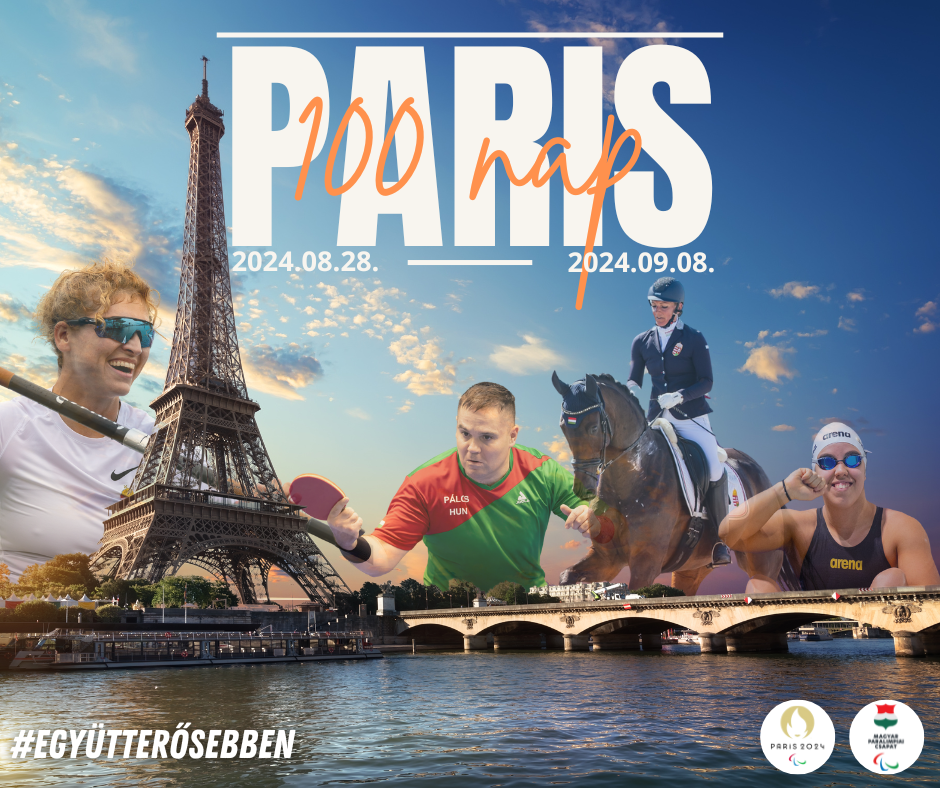 PARIS
100 nap
2024.08.28.
2024.09.08.
arena
PÁLOS
HUN
arena
#EGYÜTTERŐSEBBEN
PARIS 2024
MAGYAR
PARALIMPIAI
CSAPAT